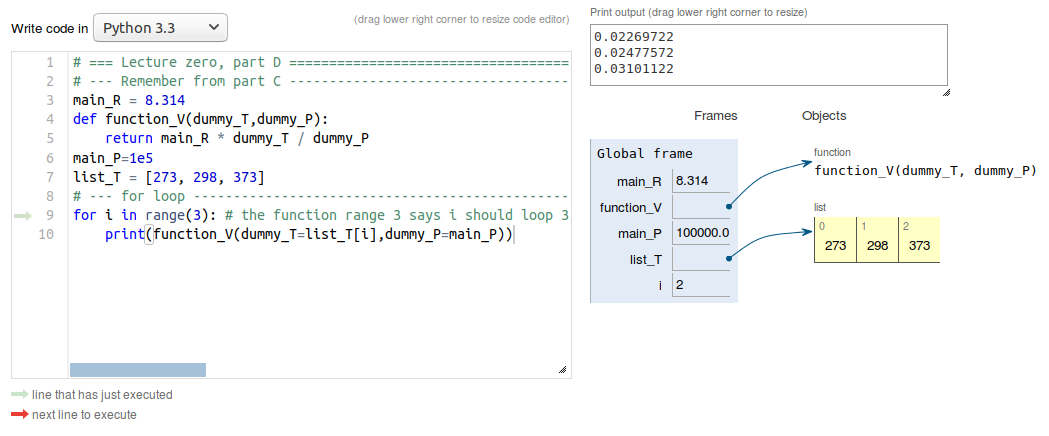 Write code in Python 3.3
(drag lower right corner to resize code editor)
1 # === Lecture zero, part D ===================================
2 # --- Remember from part C -----------------------------------
3 main_R = 8.314
4 def function_V(dummy_T,dummy_P):
5 return main_R * dummy_T / dummy_P
6 main_P=1e5
7 list_T = [273, 298, 373]
8 # --- for loop -----------------------------------------------
9 for i in range(3): # the function range 3 says i should loop 3
10 print(function_V(dummy_T=list_T[i],dummy_P=main_P))
line that has just executed
next line to execute
Print output (drag lower right corner to resize)
0.02269722
0.02477572
0.03101122
Frames
Objects
Global frame
main_R 8.314
function_V
main_P 100000.0
list_T
i 2
function
function_V(dummy_T, dummy_P)
list
0 1 2
273 298 373